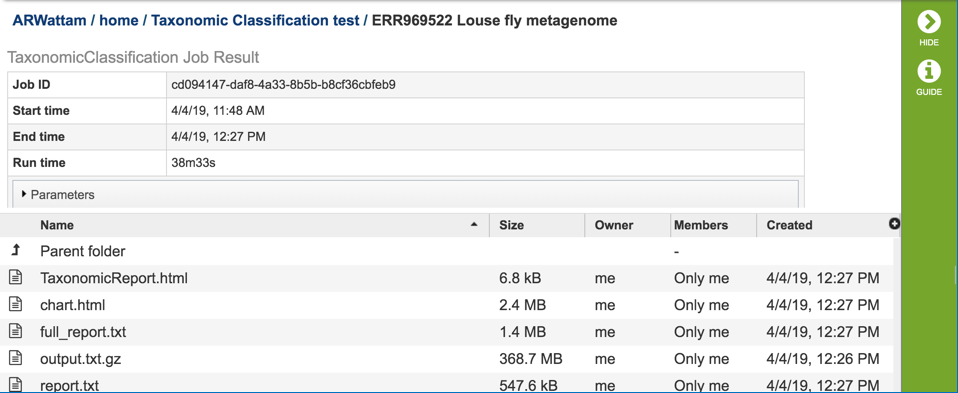 ARWattam / home / Taxonomic Classification test / ERR969522 Louse fly metagenome
HIDE
GUIDE
TaxonomicClassification Job Result
Job ID cd094147-daf8-4a33-8b5b-b8cf36cbfeb9
Start time 4/4/19, 11:48 AM
End time 4/4/19, 12:27 PM
Run time 38m33s
Parameters
Name Size Owner Members Created
Parent folder -
TaxonomicReport.html 6.8 kB me Only me 4/4/19, 12:27 PM
chart.html 2.4 MB me Only me 4/4/19, 12:27 PM
full_report.txt 1.4 MB me Only me 4/4/19, 12:27 PM
output.txt.gz 368.7 MB me Only me 4/4/19, 12:26 PM
report.txt 547.6 kB me Only me 4/4/19, 12:27 PM